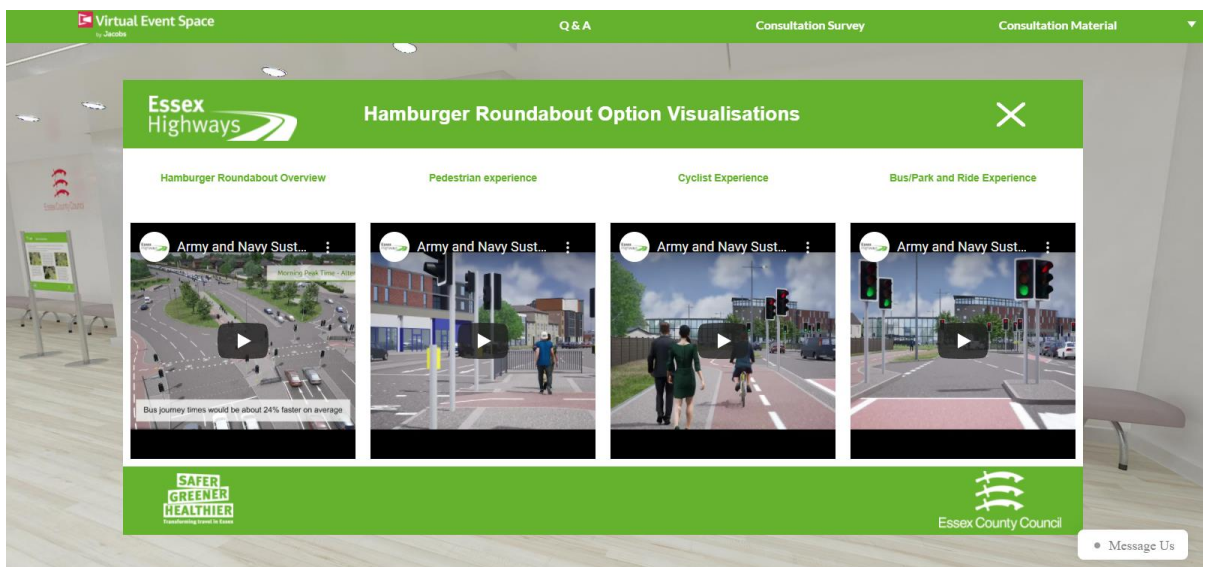 Virtual Event Space
by Jacobs
Q & A
Consultation Survey
Consultation Material
Essex
Highways
Hamburger Roundabout Option Visualisations
Hamburger Roundabout Overview
Pedestrian experience
Cyclist Experience
Bus/Park and Ride Experience
Essex County Council
Army and Navy Sust...
Army and Navy Sust...
Army and Navy Sust...
Army and Navy Sust...
Morning Peak Time - Alter
Bus journey times would be about 24% faster on average
SAFER
GREENER
HEALTHIER
Transforming travel in Essex
Essex County Council
Message Us